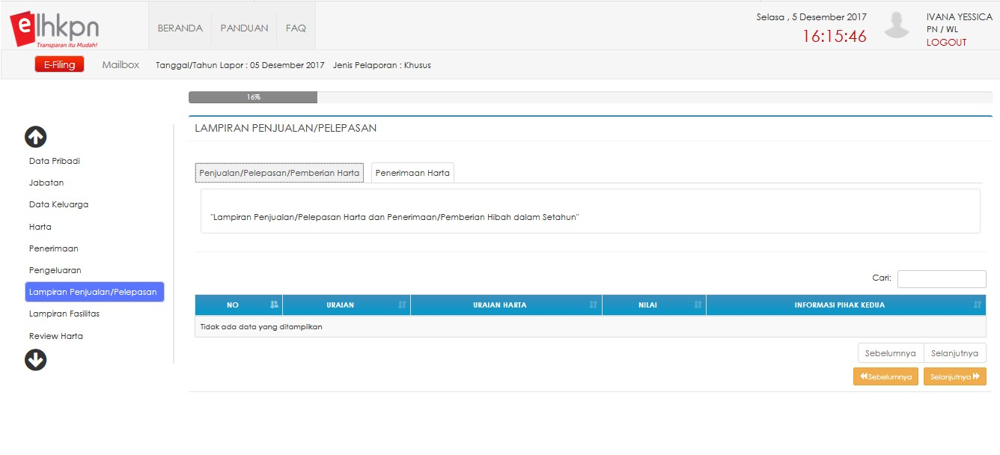 elhkpn
Transparan itu Mudah!
BERANDA PANDUAN FAQ
Selasa , 5 Desember 2017
16:15:46
IVANA YESSICA
PN / WL
LOGOUT
E-Filing Mailbox Tanggal/Tahun Lapor : 05 Desember 2017 Jenis Pelaporan : Khusus
16%
Data Pribadi
Jabatan
Data Keluarga
Harta
Penerimaan
Pengeluaran
Lampiran Penjualan/Pelepasan
Lampiran Fasilitas
Review Harta
LAMPIRAN PENJUALAN/PELEPASAN
Penjualan/Pelepasan/Pemberian Harta Penerimaan Harta
"Lampiran Penjualan/Pelepasan Harta dan Penerimaan/Pemberian Hibah dalam Setahun"
Cari:
NO URAIAN URAIAN HARTA NILAI INFORMASI PIHAK KEDUA
Tidak ada data yang ditampilkan
Sebelumnya Selanjutnya
Sebelumnya Selanjutnya